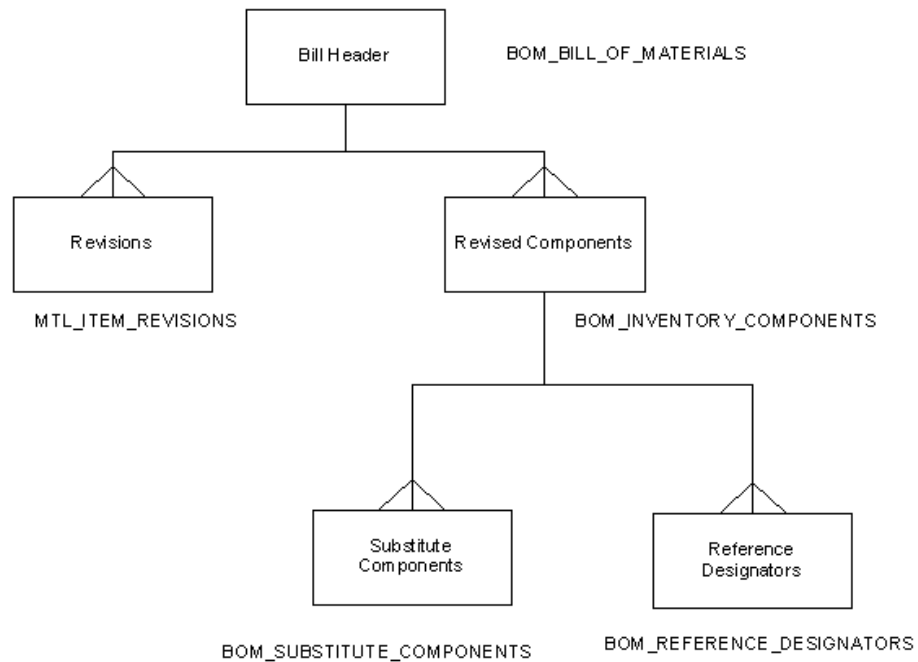 Bill Header
BOM_BILL_OF_MATERIALS
Revisions
Revised Components
MTL_ITEM_REVISIONS
BOM_INVENTORY_COMPONENTS
Substitute
Components
Reference
Designators
BOM_SUBSTITUTE_COMPONENTS
BOM_REFERENCE_DESIGNATORS